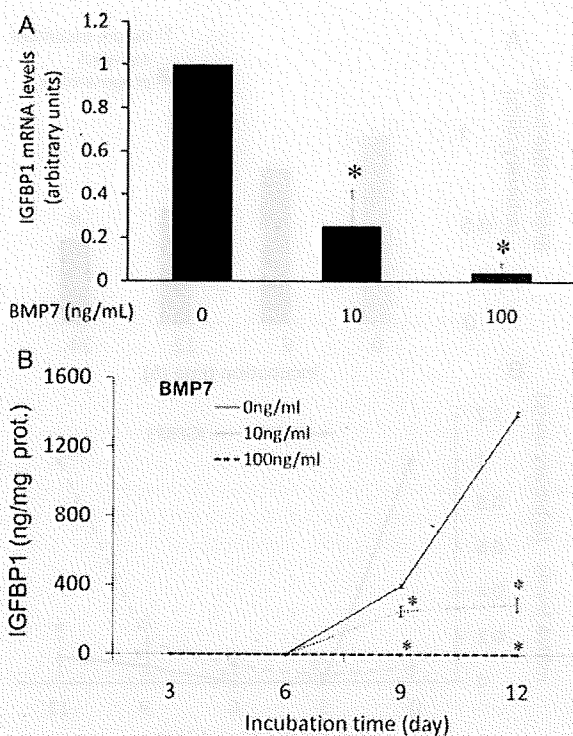 A
IGFBP1 mRNA levels
(arbitrary units)
1.2
1
0.8
0.6
0.4
0.2
0
*
*
BMP7 (ng/mL) 0 10 100
B
IGFBP1 (ng/mg prot.)
1600
1200
800
400
0
BMP7
0ng/ml
10ng/ml
100ng/ml
* *
* *
3 6 9 12
Incubation time (day)